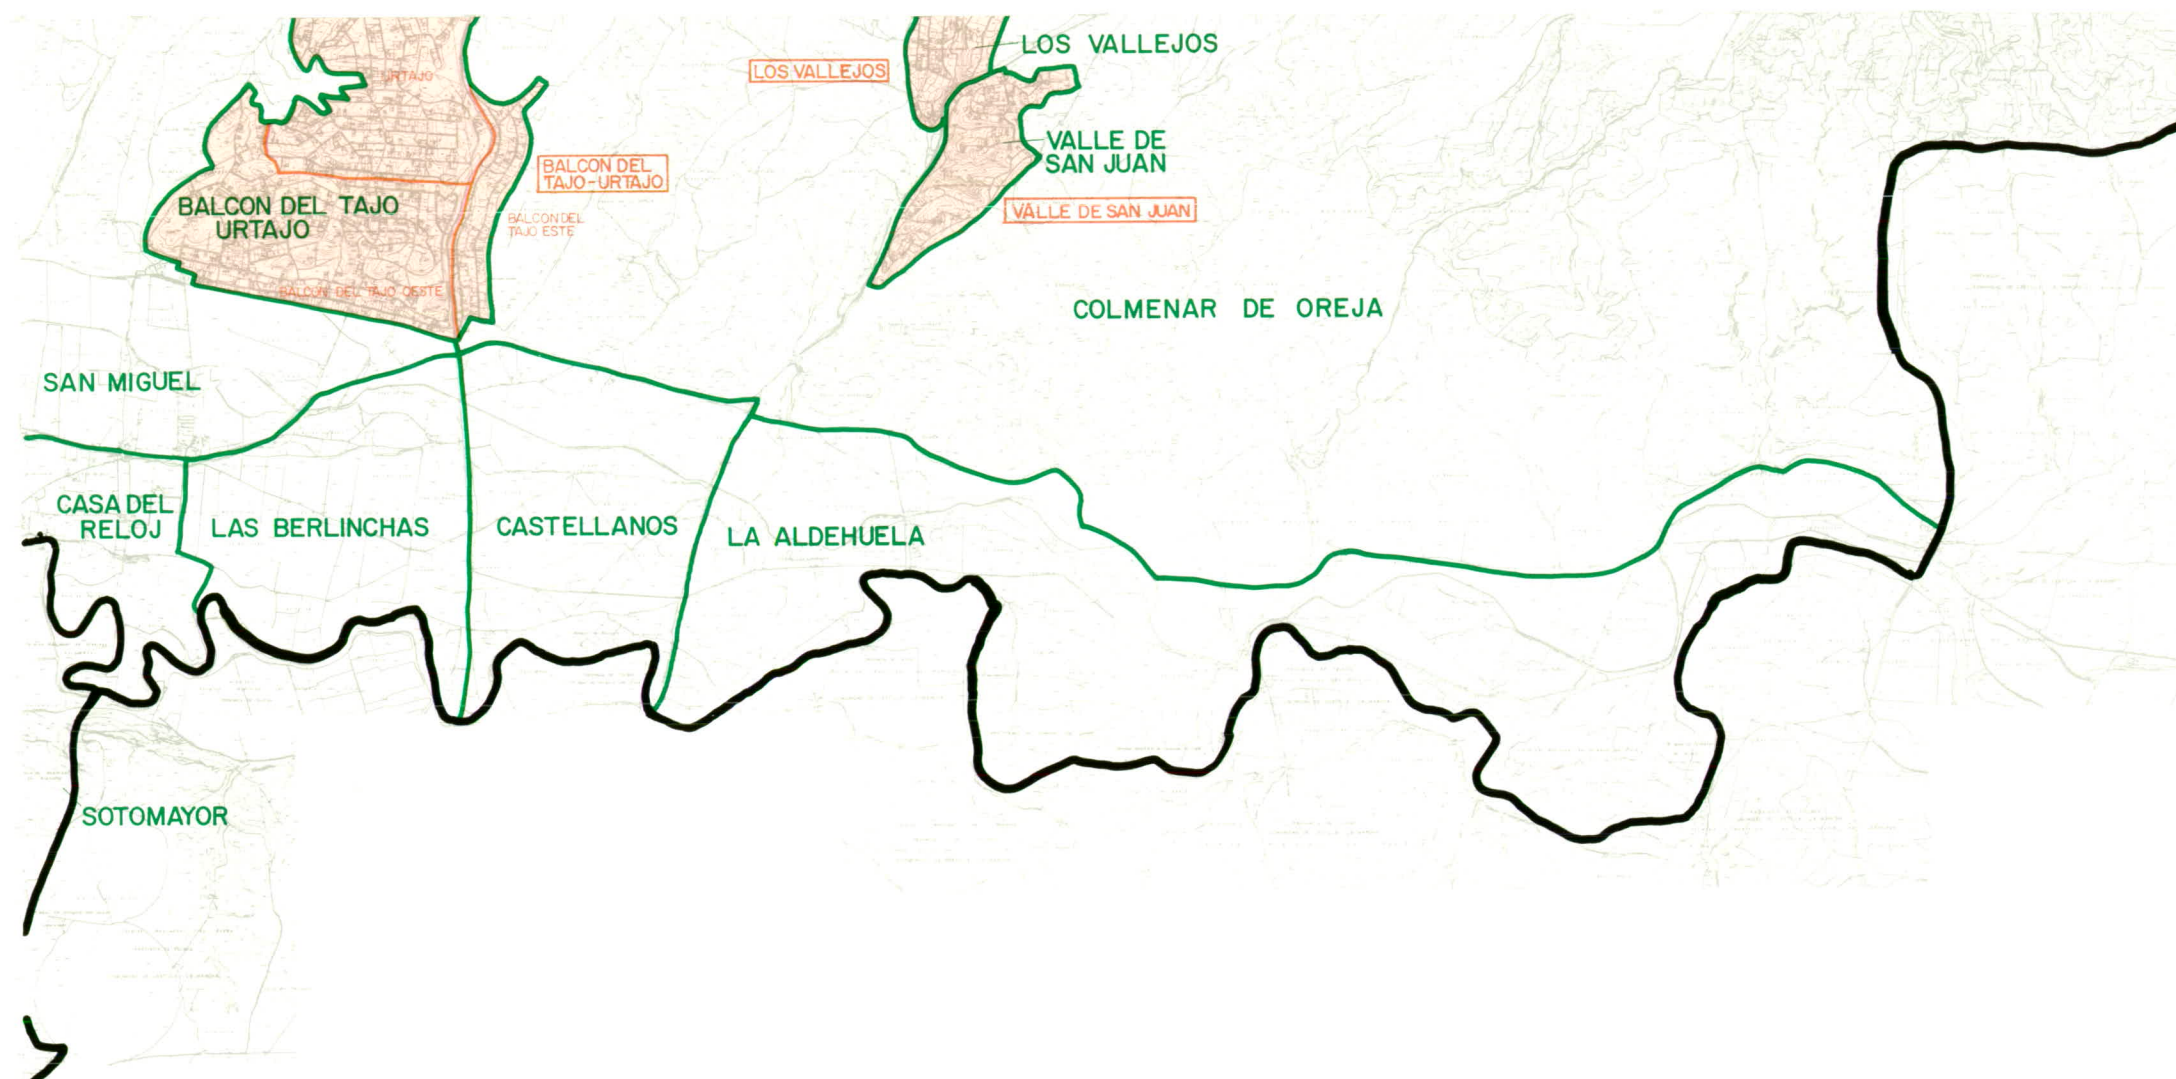 LOS VALLEJOS
LOS VALLEJOS
URTAJO
VALLE DE
SAN JUAN
BALCON DEL
TAJO-URTAJO
BALCON DEL TAJO
URTAJO
VALLE DE SAN JUAN
BALCON DEL
TAJO ESTE
BALCON DEL TAJO OESTE
COLMENAR DE OREJA
SAN MIGUEL
CASA DEL
RELOJ
LAS BERLINCHAS
CASTELLANOS
LA ALDEHUELA
SOTOMAYOR